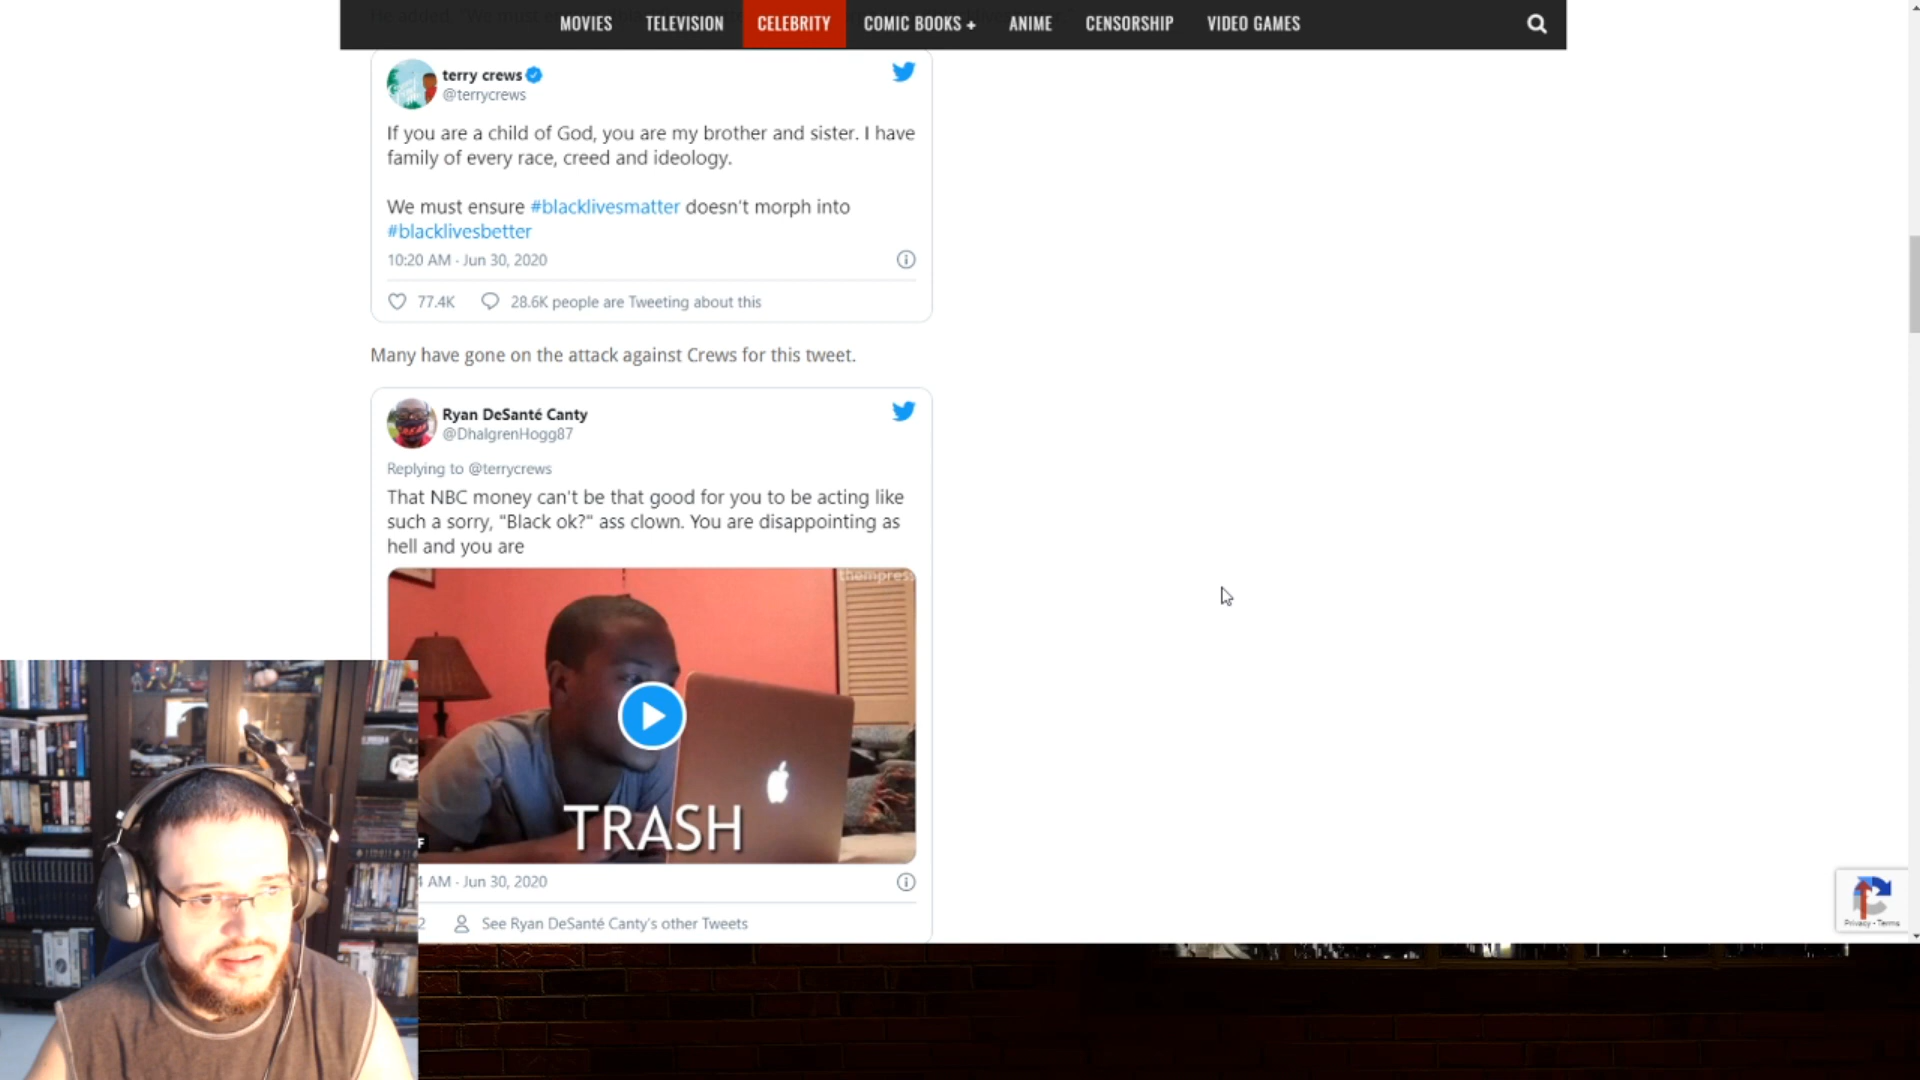 MOVIES TELEVISION CELEBRITY COMIC BOOKS + ANIME CENSORSHIP VIDEO GAMES
terry crews
@terrycrews
If you are a child of God, you are my brother and sister. I have
family of every race, creed and ideology.
We must ensure #blacklivesmatter doesn't morph into
#blacklivesbetter
10:20 AM · Jun 30, 2020
77.4K 28.6K people are Tweeting about this
Many have gone on the attack against Crews for this tweet.
Ryan DeSanté Canty
@DhalgrenHogg87
Replying to @terrycrews
That NBC money can't be that good for you to be acting like
such a sorry, "Black ok?" ass clown. You are disappointing as
hell and you are
thempress
TRASH
4 AM · Jun 30, 2020
2 See Ryan DeSanté Canty's other Tweets
Privacy - Terms